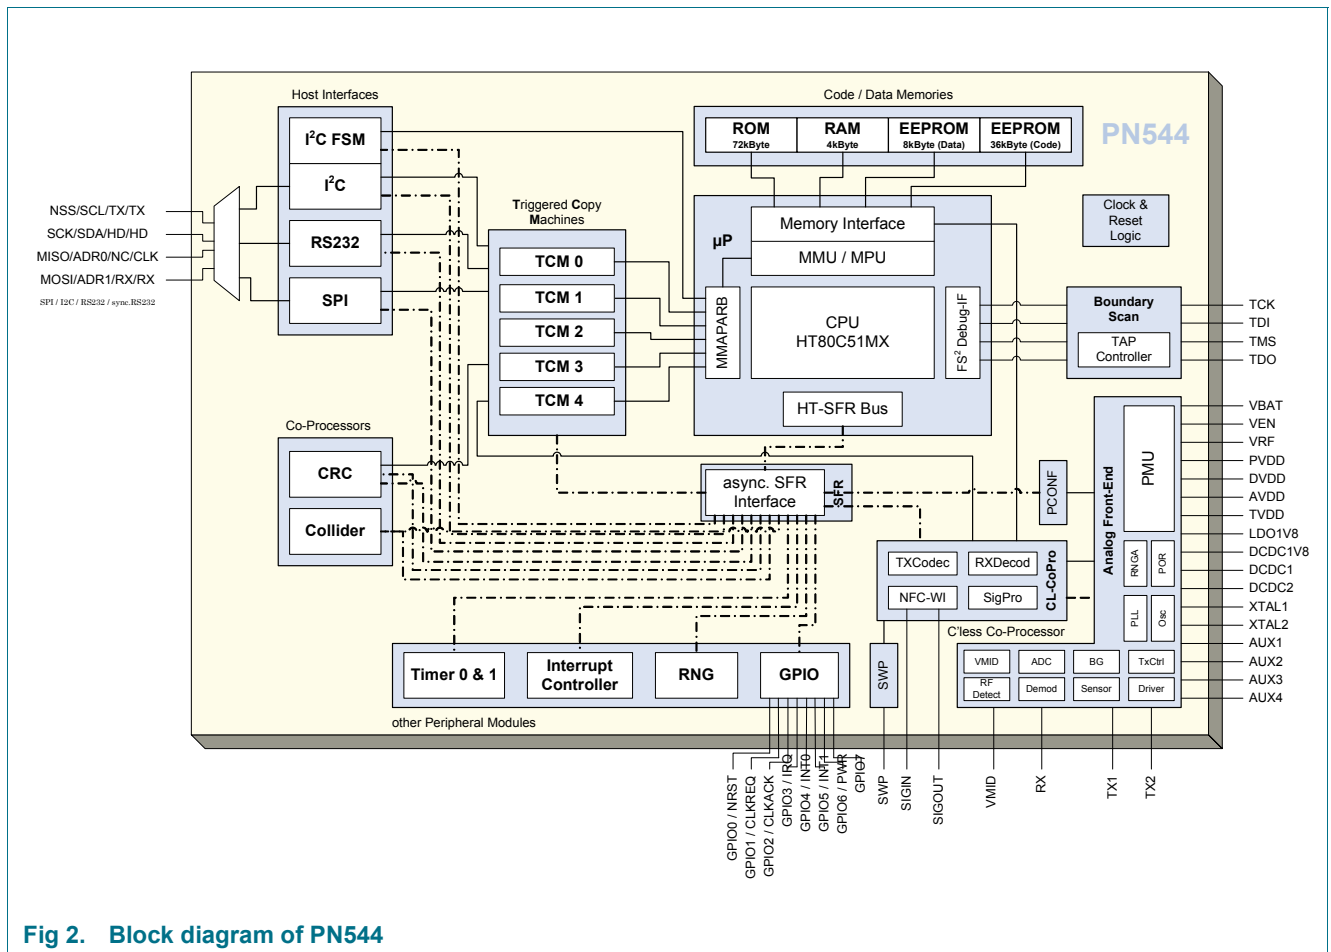 Host Interfaces
I²C FSM
I²C
RS232
SPI
NSS/SCL/TX/TX
SCK/SDA/HD/HD
MISO/ADR0/NC/CLK
MOSI/ADR1/RX/RX
SPI / I2C / RS232 / sync.RS232
Triggered Copy
Machines
TCM 0
TCM 1
TCM 2
TCM 3
TCM 4
Code / Data Memories
ROM
72kByte
RAM
4kByte
EEPROM
8kByte (Data)
EEPROM
36kByte (Code)
PN544
Clock &
Reset
Logic
µP
Memory Interface
MMU / MPU
MMAPARB
CPU
HT80C51MX
FS² Debug-IF
HT-SFR Bus
Boundary
Scan
TAP
Controller
TCK
TDI
TMS
TDO
Co-Processors
CRC
Collider
async. SFR
Interface
SFR
PCONF
Analog Front-End
PMU
RNGA
POR
PLL
Osc
VBAT
VEN
VRF
PVDD
DVDD
AVDD
TVDD
LDO1V8
DCDC1V8
DCDC1
DCDC2
XTAL1
XTAL2
AUX1
AUX2
AUX3
AUX4
TXCodec
RXDecod
NFC-WI
SigPro
CL-CoPro
C'less Co-Processor
VMID
ADC
BG
TxCtrl
RF
Detect
Demod
Sensor
Driver
Timer 0 & 1
Interrupt
Controller
RNG
GPIO
other Peripheral Modules
SWP
GPIO0 / NRST
GPIO1 / CLKREQ
GPIO2 / CLKACK
GPIO3 / IRQ
GPIO4 / INT0
GPIO5 / INT1
GPIO6 / PWR
GPIO7
SWP
SIGIN
SIGOUT
VMID
RX
TX1
TX2
Fig 2. Block diagram of PN544